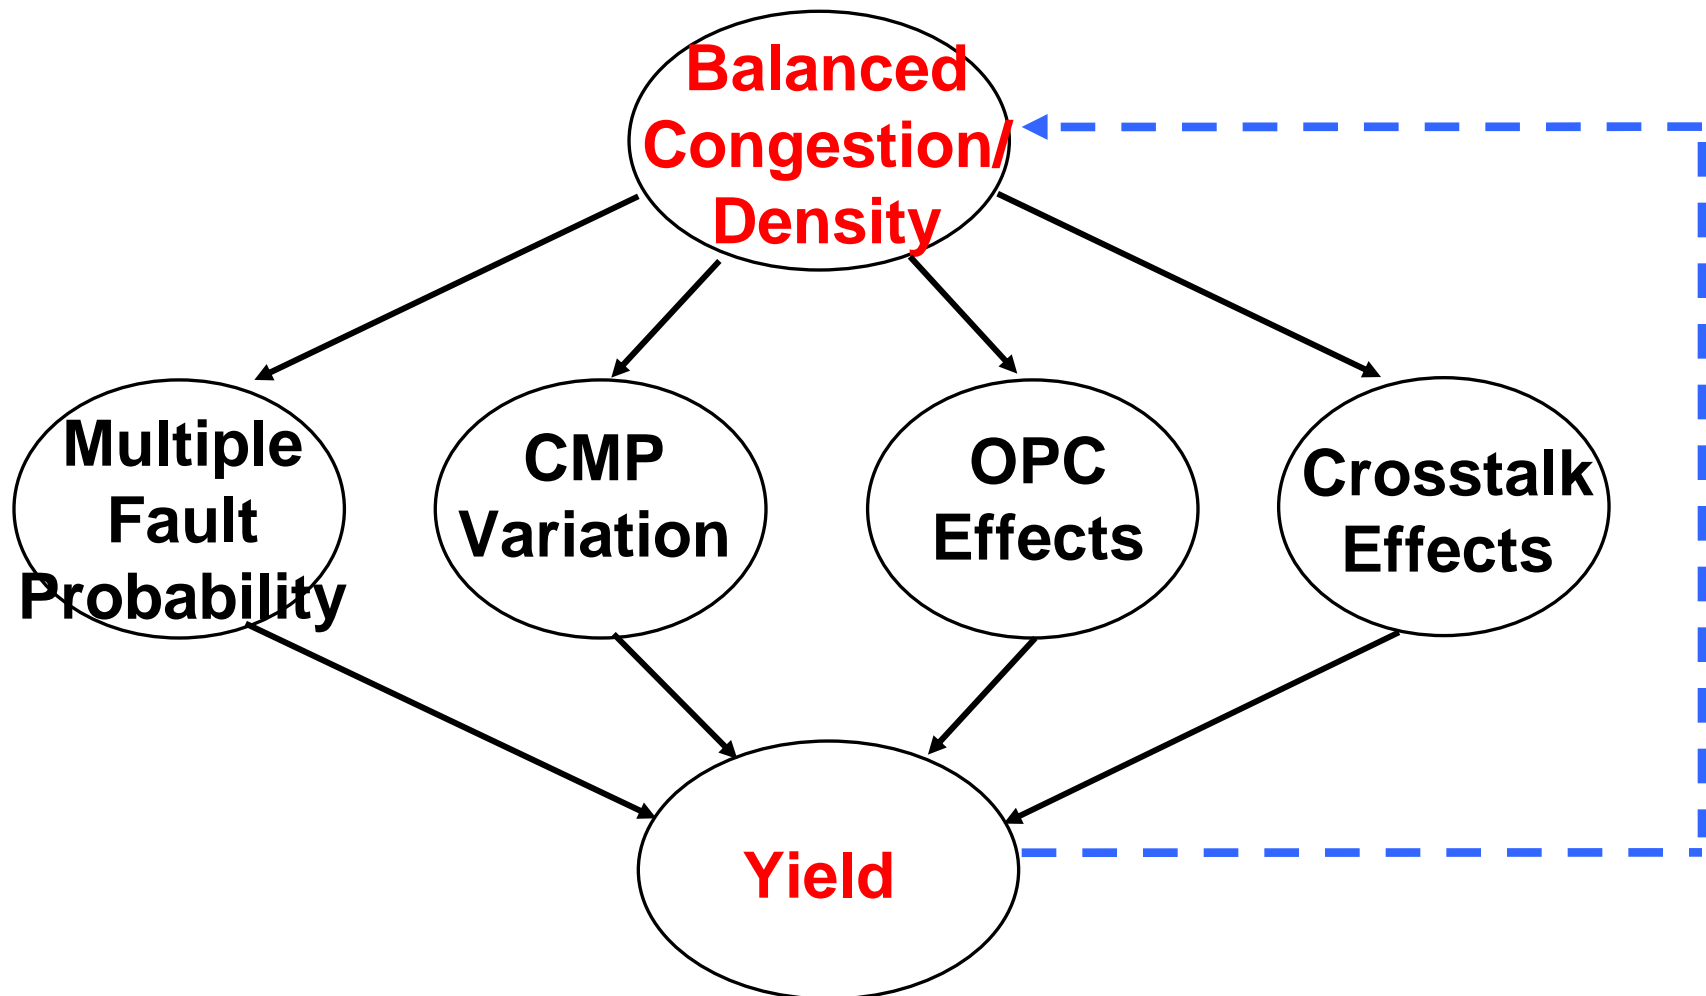 Balanced
Congestion/
Density
Multiple
Fault
Probability
CMP
Variation
OPC
Effects
Crosstalk
Effects
Yield